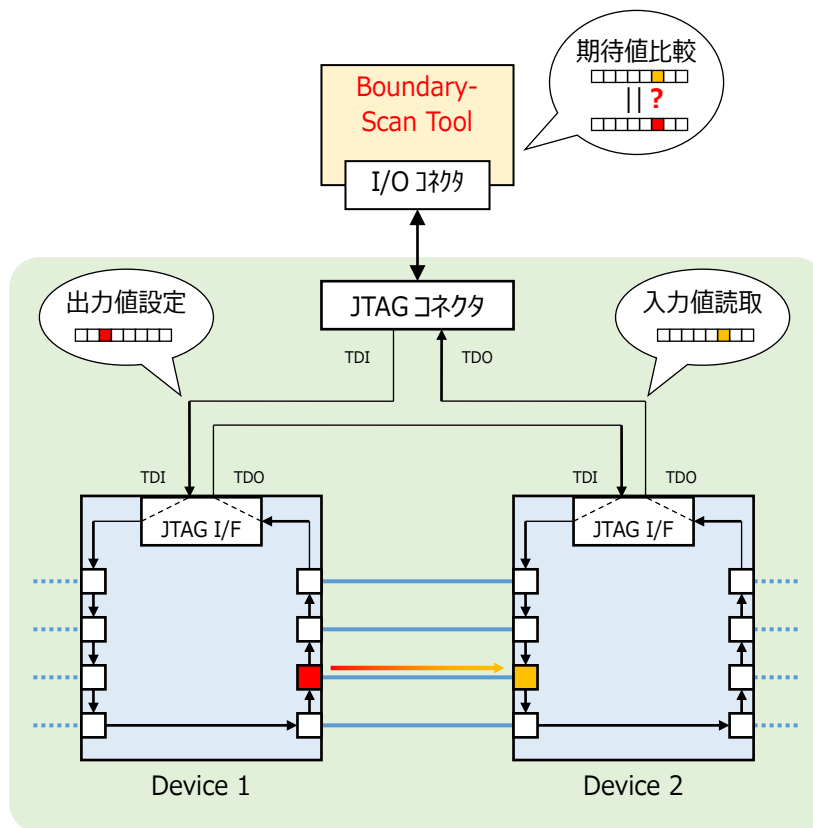 期待値比較
?
Boundary-
Scan Tool
I/O コネクタ
出力値設定
JTAG コネクタ
入力値読取
TDI
TDO
TDI
TDO
TDI
TDO
JTAG I/F
JTAG I/F
Device 1
Device 2